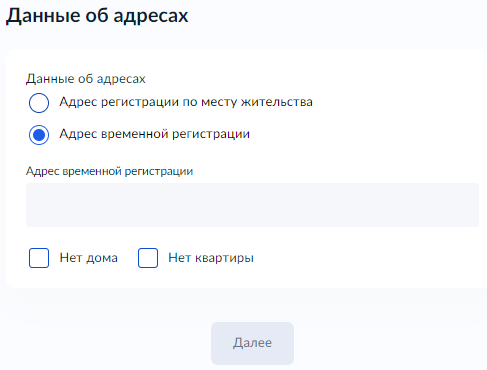 Данные об адресах
Данные об адресах
Адрес регистрации по месту жительства
Адрес временной регистрации
Адрес временной регистрации
Нет дома Нет квартиры
Далее